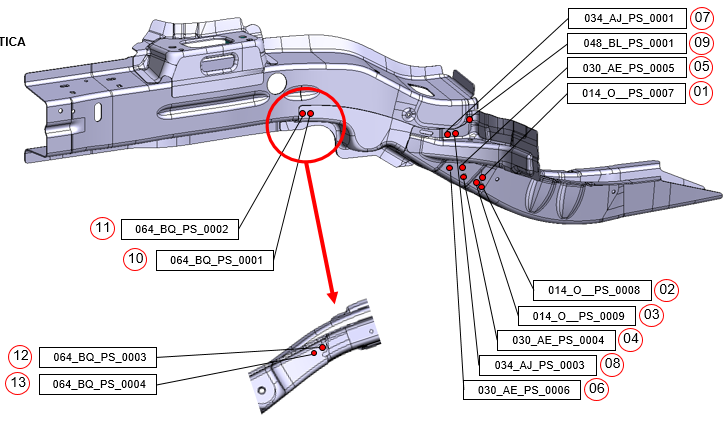 034_AJ_PS_0001 07
TICA
048_BL_PS_0001 09
030_AE_PS_0005 05
014_O__PS_0007 01
11 064_BQ_PS_0002
10 064_BQ_PS_0001
014_O__PS_0008 02
014_O__PS_0009 03
030_AE_PS_0004 04
12 064_BQ_PS_0003
034_AJ_PS_0003 08
13 064_BQ_PS_0004
030_AE_PS_0006 06